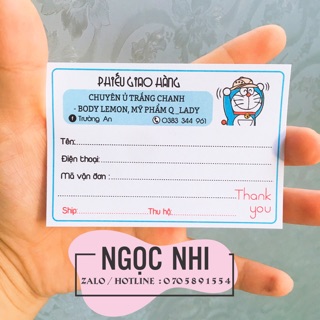 PHIẾU GIAO HÀNG
CHUYÊN Ủ TRẮNG CHANH
- BODY LEMON, MỸ PHẨM Q_LADY
Trường An 0383 344 961
Tên:
Điện thoại:
Mã vận đơn :
Thank you
Ship: Thu hộ:
NGỌC NHI
ZALO / HOTLINE : 0705891554